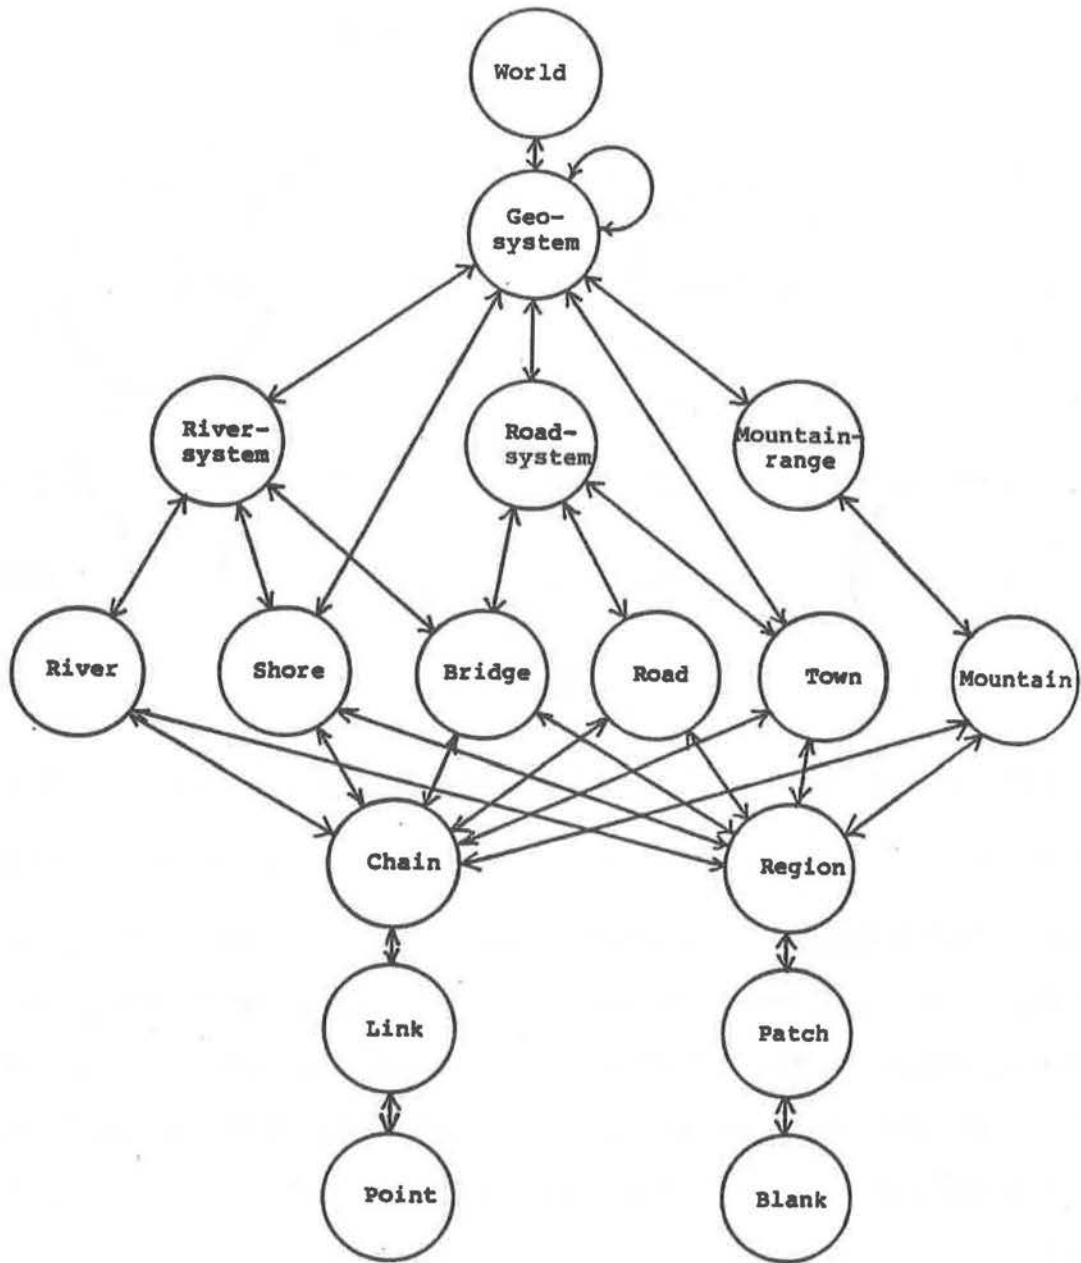 World
Geo-
system
River-
system
Road-
system
Mountain-
range
River
Shore
Bridge
Road
Town
Mountain
Chain
Region
Link
Patch
Point
Blank